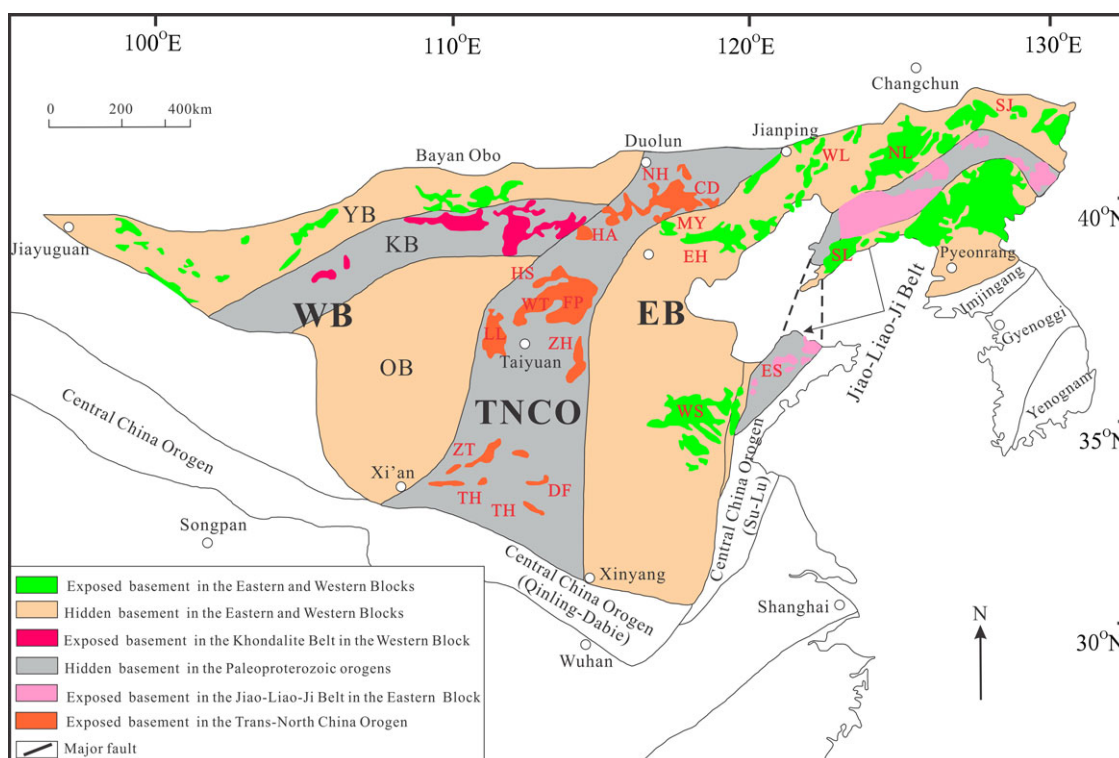 100°E
110°E
120°E
130°E
0 200 400km
Changchun
SJ
Duolun
Jianping
Bayan Obo
WL
NL
NH
CD
40°N
YB
MY
Jiayuguan
KB
HA
EH
SL
Pyeonrang
HS
Imjingang
WB
WT
FP
EB
Gyenoggi
LL
Jiao-Liao-Ji Belt
Taiyuan
ZH
OB
ES
Yenognam
TNCO
WS
35°N
Central China Orogen
ZT
Xi'an
TH
DF
TH
Central China Orogen
(Su-Lu)
Songpan
Central China Orogen
(Qinling-Dabie)
Xinyang
Shanghai
N
Wuhan
30°N
Exposed basement in the Eastern and Western Blocks
Hidden basement in the Eastern and Western Blocks
Exposed basement in the Khondalite Belt in the Western Block
Hidden basement in the Paleoproterozoic orogens
Exposed basement in the Jiao-Liao-Ji Belt in the Eastern Block
Exposed basement in the Trans-North China Orogen
Major fault